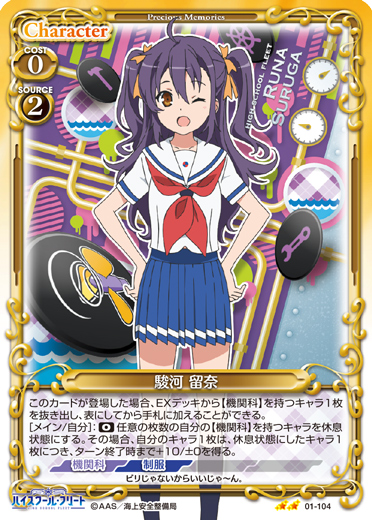 Precious Memories
Character
COST
0
SOURCE
2
HIGH SCHOOL FLEET
RUNA
SURUGA
駿河 留奈
このカードが登場した場合、EXデッキから【機関科】を持つキャラ1枚
を抜き出し、表にしてから手札に加えることができる。
[メイン/自分]:任意の枚数の自分の【機関科】を持つキャラを休息
状態にする。その場合、自分のキャラ1枚は、休息状態にしたキャラ1
枚につき、ターン終了時まで+10/±0を得る。
機関科 制服
ビリじゃないからいいじゃ〜ん。
ハイスクール・フリート
©AAS/海上安全整備局
01-104